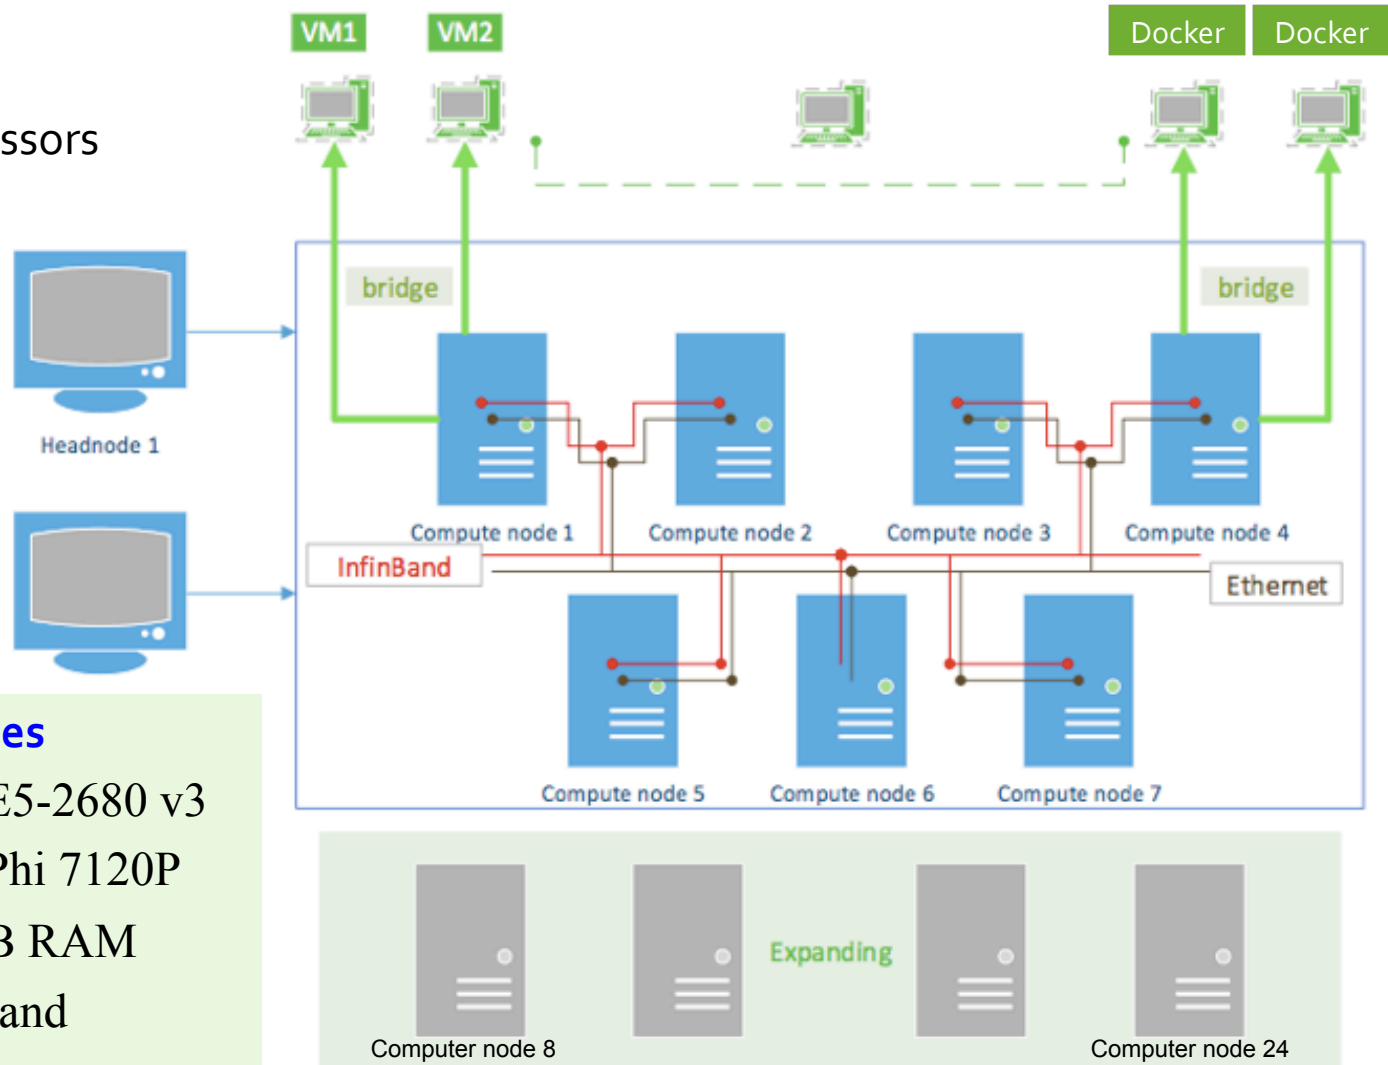 VM1
VM2
Docker
Docker
ssors
bridge
bridge
Headnode 1
Compute node 1
Compute node 2
Compute node 3
Compute node 4
InfinBand
Ethernet
es
E5-2680 v3
Phi 7120P
B RAM
and
Compute node 5
Compute node 6
Compute node 7
Expanding
Computer node 8
Computer node 24